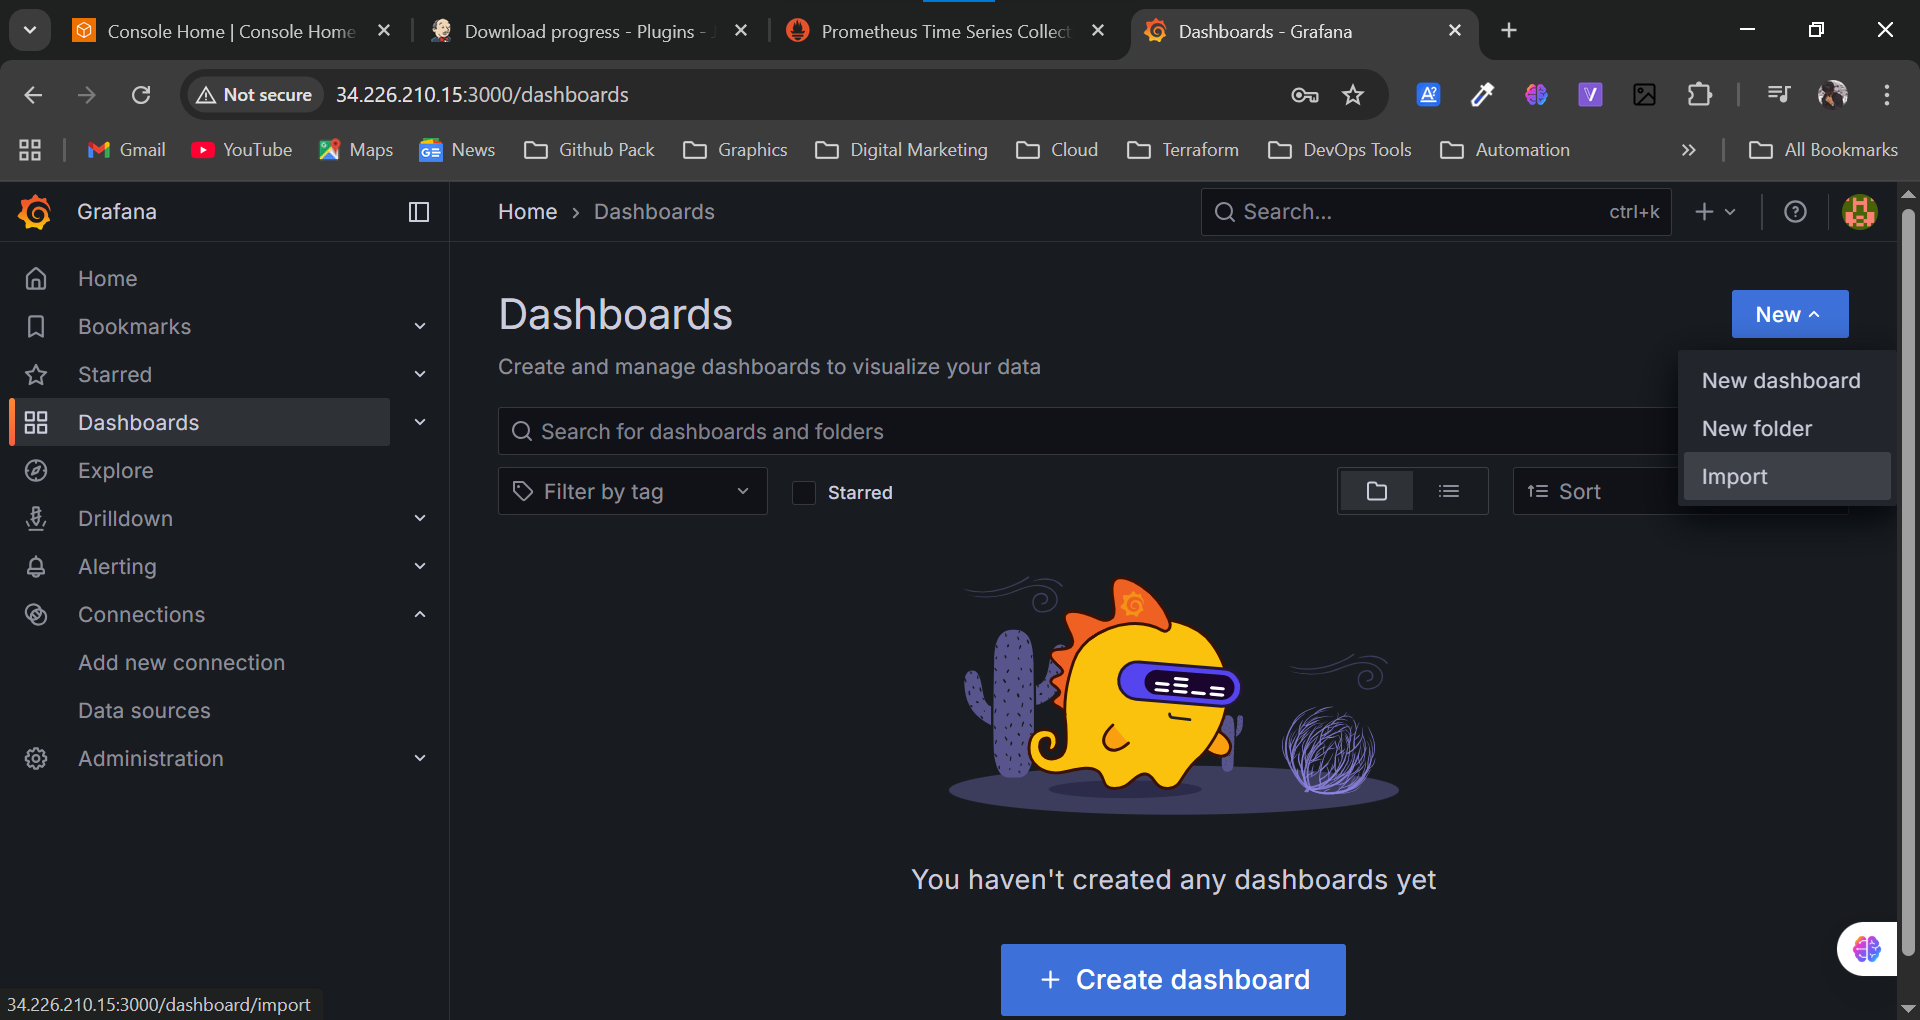 Console Home | Console Home
Download progress - Plugins -
Prometheus Time Series Collect
Dashboards - Grafana
Not secure
34.226.210.15:3000/dashboards
Gmail
YouTube
Maps
News
Github Pack
Graphics
Digital Marketing
Cloud
Terraform
DevOps Tools
Automation
All Bookmarks
Grafana
Home › Dashboards
Search...
ctrl+k
Home
Bookmarks
Starred
Dashboards
Explore
Drilldown
Alerting
Connections
Add new connection
Data sources
Administration
Dashboards
New
Create and manage dashboards to visualize your data
New dashboard
New folder
Import
Search for dashboards and folders
Filter by tag
Starred
Sort
You haven't created any dashboards yet
+ Create dashboard
34.226.210.15:3000/dashboard/import